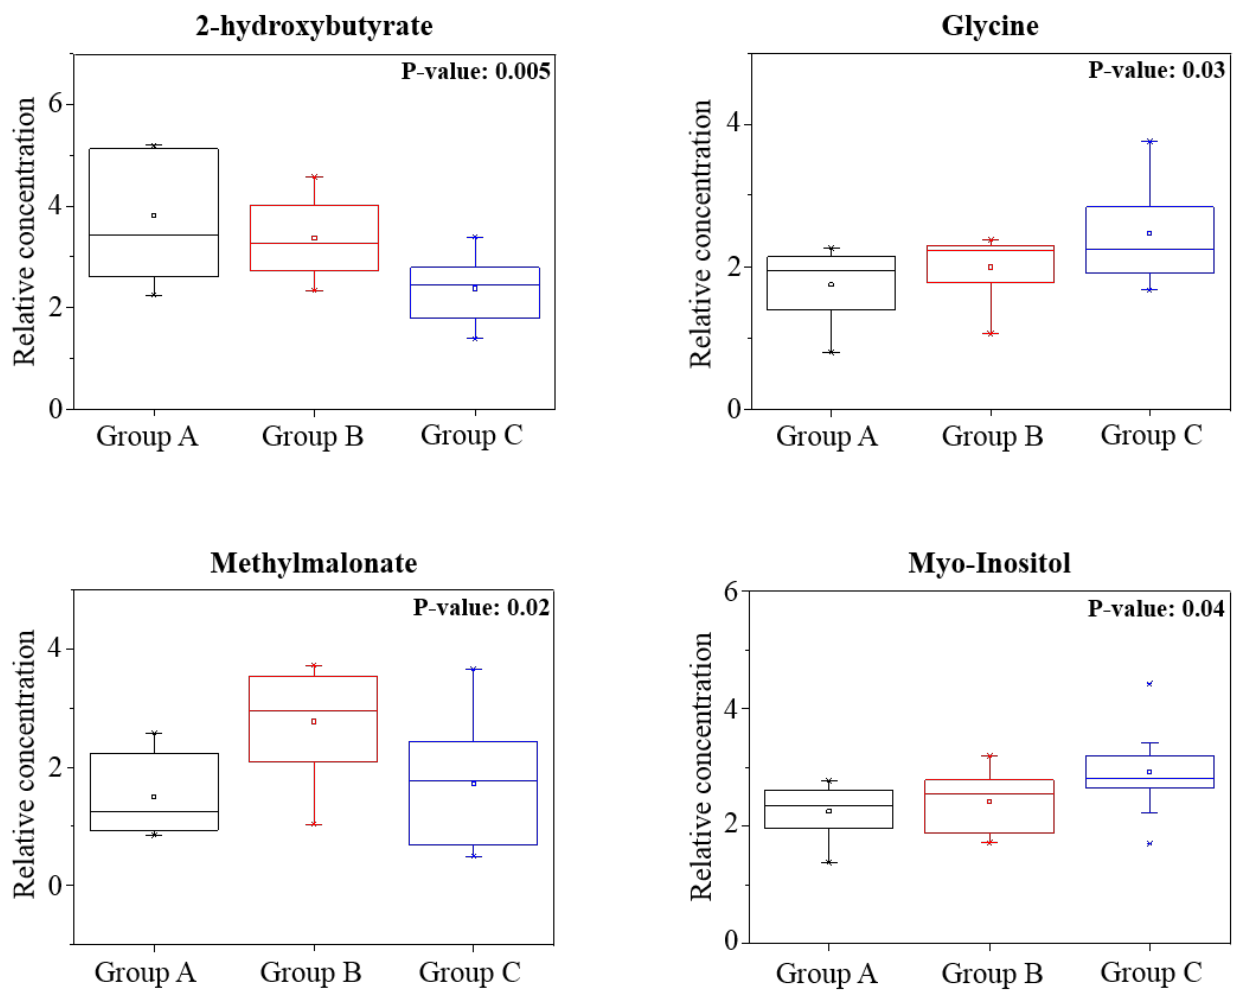 2-hydroxybutyrate
P-value: 0.005
Relative concentration
6
4
2
0
Group A
Group B
Group C
Glycine
P-value: 0.03
Relative concentration
4
2
0
Group A
Group B
Group C
Methylmalonate
P-value: 0.02
Relative concentration
4
2
0
Group A
Group B
Group C
Myo-Inositol
P-value: 0.04
Relative concentration
6
4
2
0
Group A
Group B
Group C